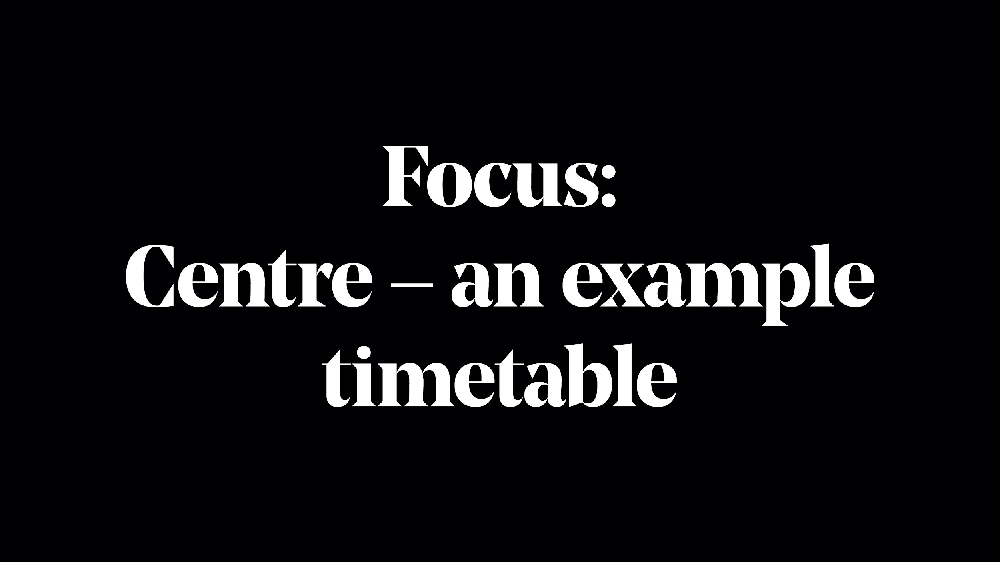 Focus:
Centre – an example
timetable